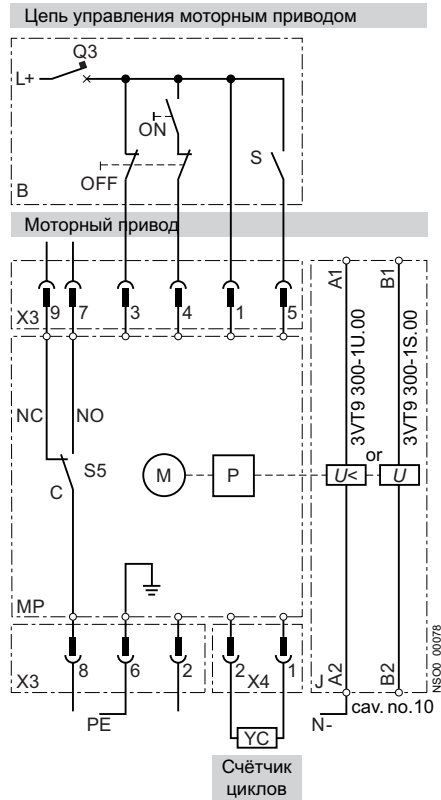 Цепь управления моторным приводом
Q3
L+
ON
S
OFF
B
Моторный привод
A1
B1
X3 9 7 3 4 1 5
3VT9 300-1U.00
3VT9 300-1S.00
NC NO
or
S5
C
M
P
U<
U
MP
X3 8 6 2 2 X4 1
J
A2
B2
NSO0_00078
cav. no.10
PE
N-
YC
Счётчик
циклов